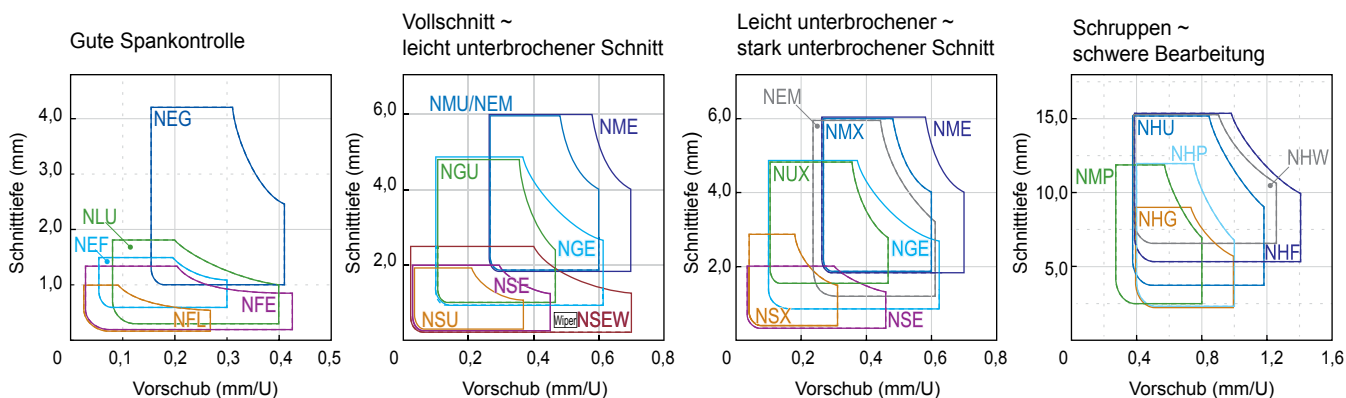 Gute Spankontrolle
Schnitttiefe (mm)
4,0
3,0
2,0
1,0
0
0,1
0,2
0,3
0,4
0,5
Vorschub (mm/U)
NEG
NLU
NEF
NFE
NFL
Vollschnitt ~
leicht unterbrochener Schnitt
Schnitttiefe (mm)
6,0
4,0
2,0
0
0,2
0,4
0,6
0,8
Vorschub (mm/U)
NMU/NEM
NME
NGU
NGE
NSE
NSU
Wiper NSEW
Leicht unterbrochener ~
stark unterbrochener Schnitt
Schnitttiefe (mm)
6,0
4,0
2,0
0
0,2
0,4
0,6
0,8
Vorschub (mm/U)
NEM
NMX
NME
NUX
NGE
NSX
NSE
Schruppen ~
schwere Bearbeitung
Schnitttiefe (mm)
15,0
10,0
5,0
0
0,4
0,8
1,2
1,6
Vorschub (mm/U)
NHU
NHP
NHW
NMP
NHG
NHF